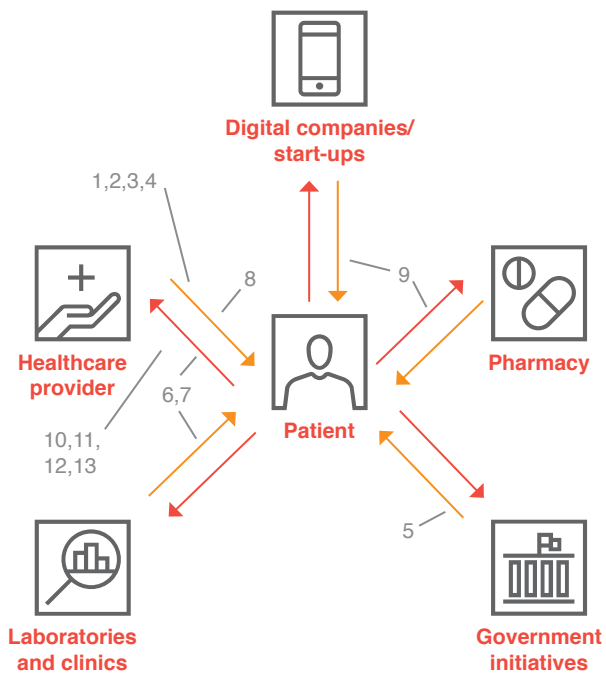 Digital companies/
start-ups
1,2,3,4
8
9
Healthcare
provider
Pharmacy
6,7
Patient
10,11,
12,13
5
Laboratories
and clinics
Government
initiatives